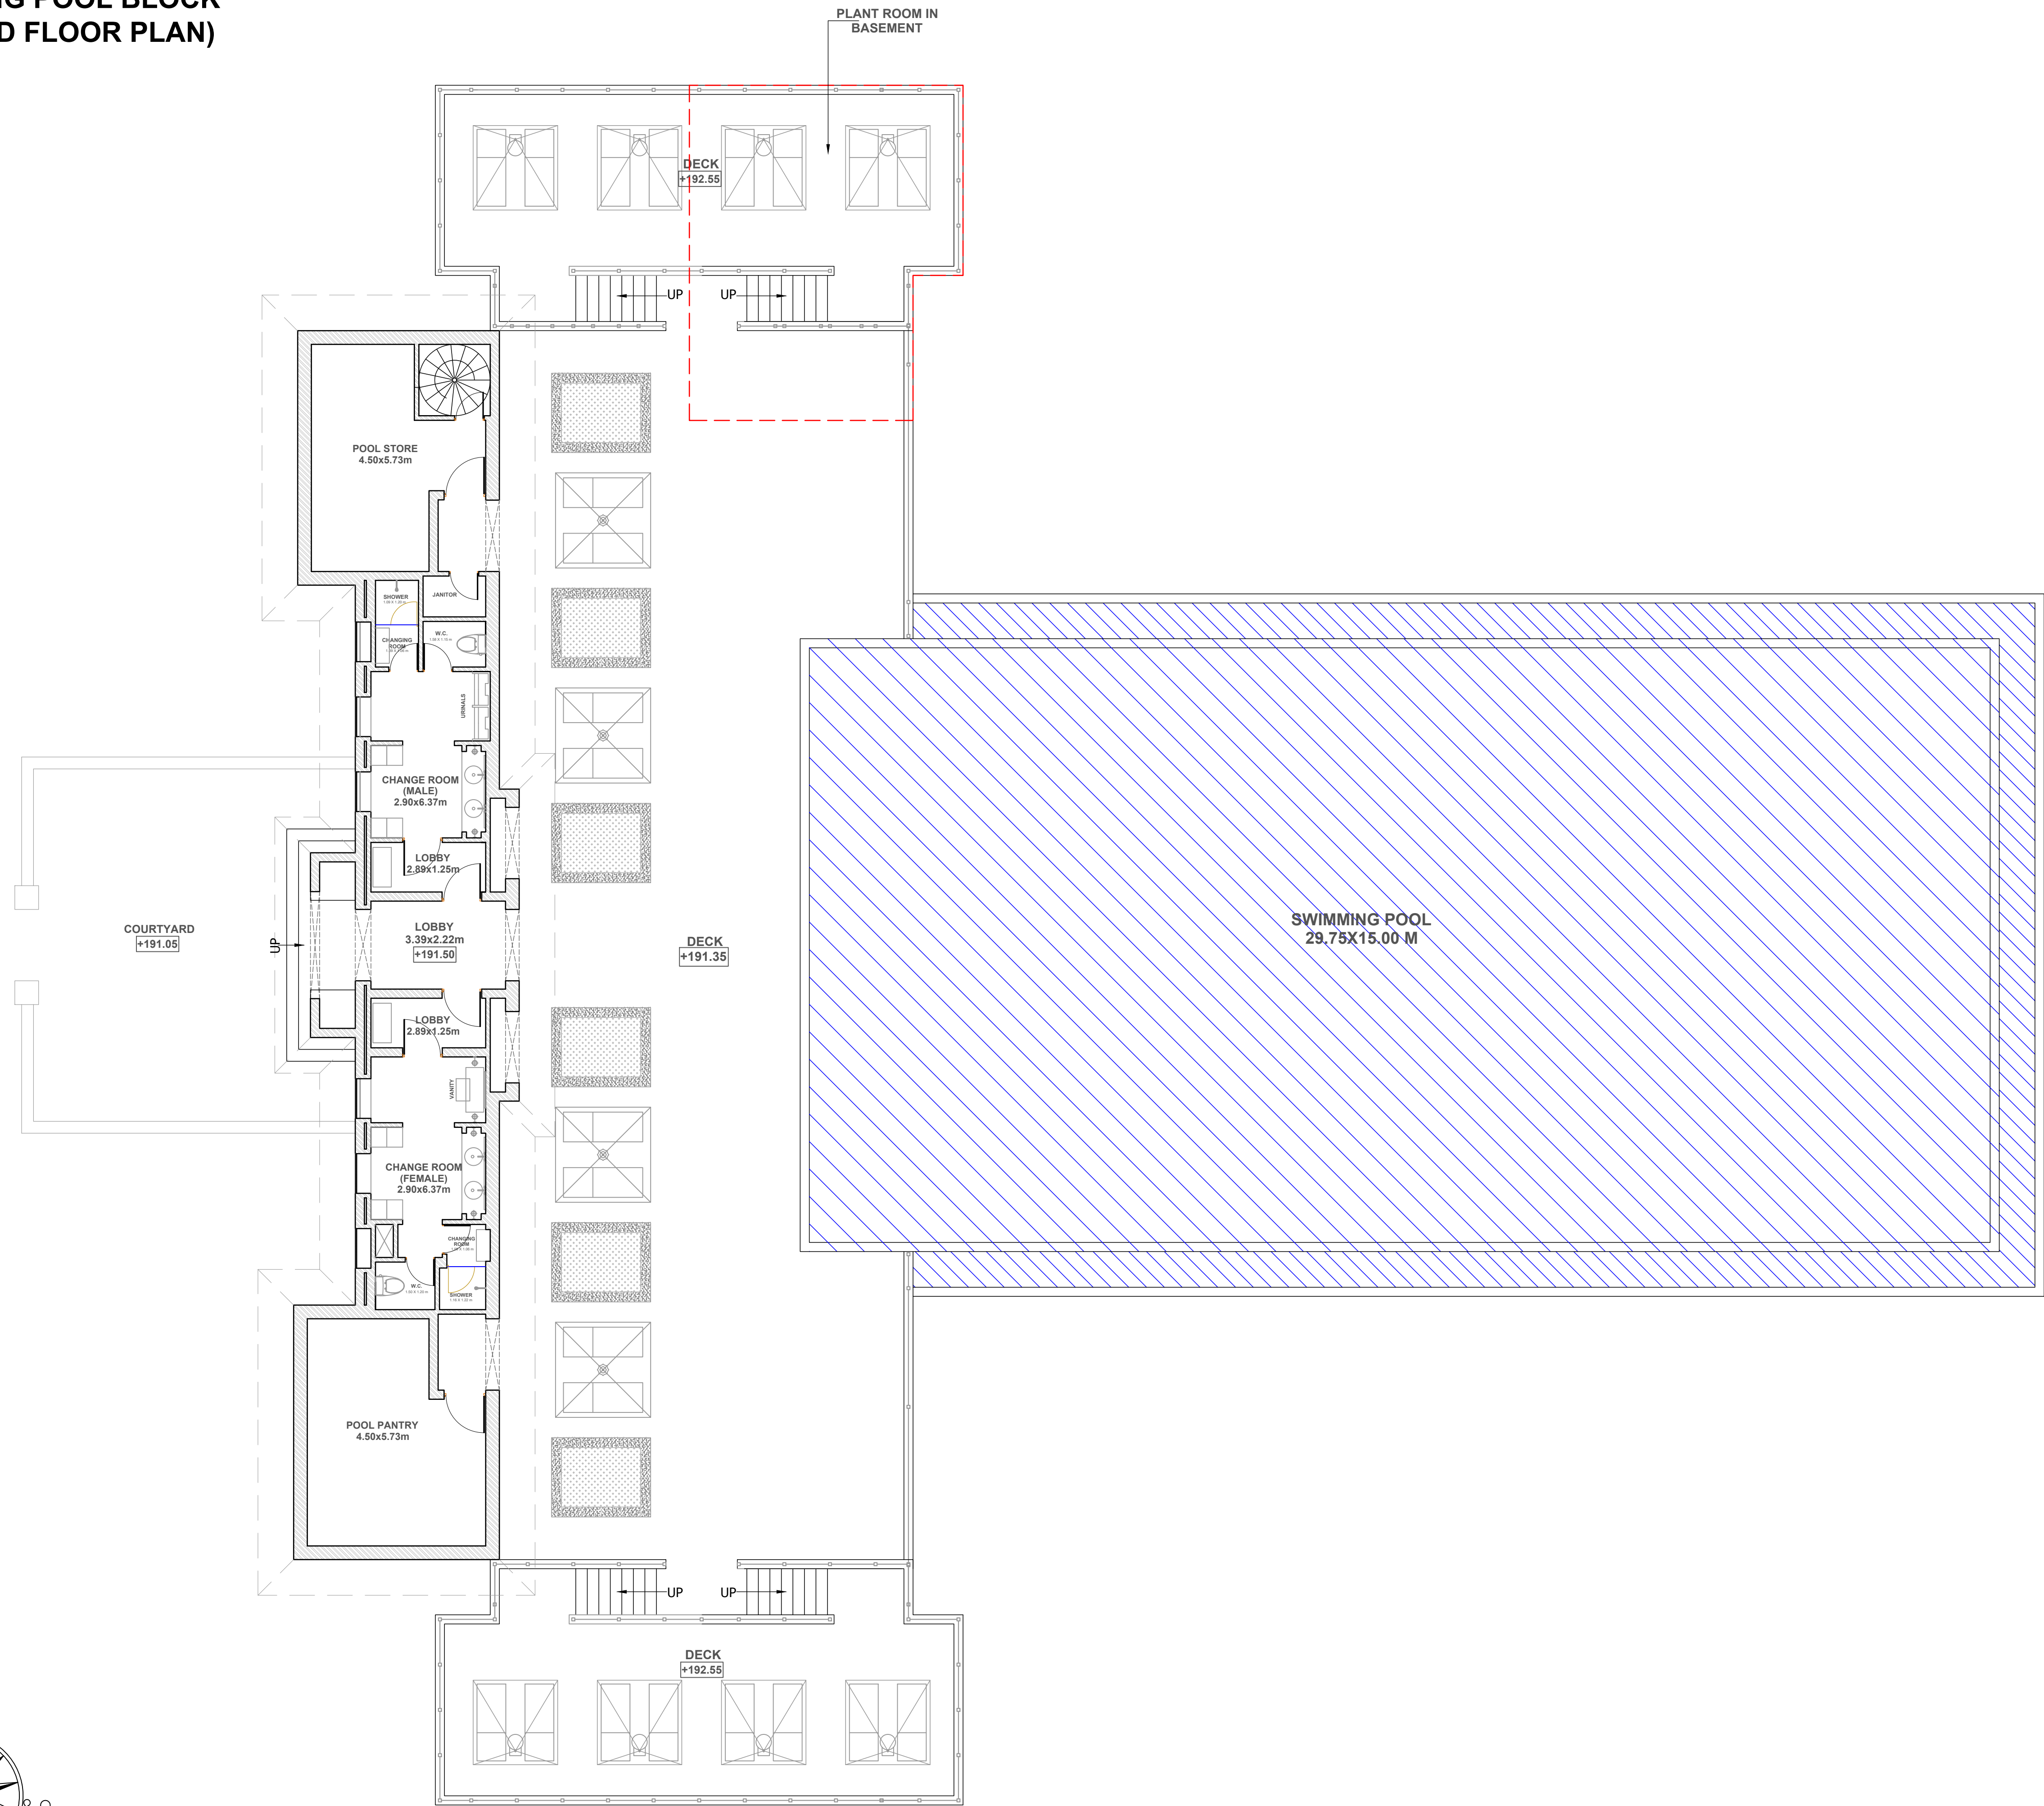 NG POOL BLOCK
D FLOOR PLAN)
PLANT ROOM IN
BASEMENT
DECK
+192.55
UP
UP
POOL STORE
4.50x5.73m
SHOWER
JANITOR
CHANGING
ROOM
W.C.
URINALS
CHANGE ROOM
(MALE)
2.90x6.37m
LOBBY
2.89x1.25m
COURTYARD
+191.05
UP
LOBBY
3.39x2.22m
+191.50
DECK
+191.35
SWIMMING POOL
29.75X15.00 M
LOBBY
2.89x1.25m
VANITY
CHANGE ROOM
(FEMALE)
2.90x6.37m
CHANGING
ROOM
W.C.
SHOWER
POOL PANTRY
4.50x5.73m
UP
UP
DECK
+192.55